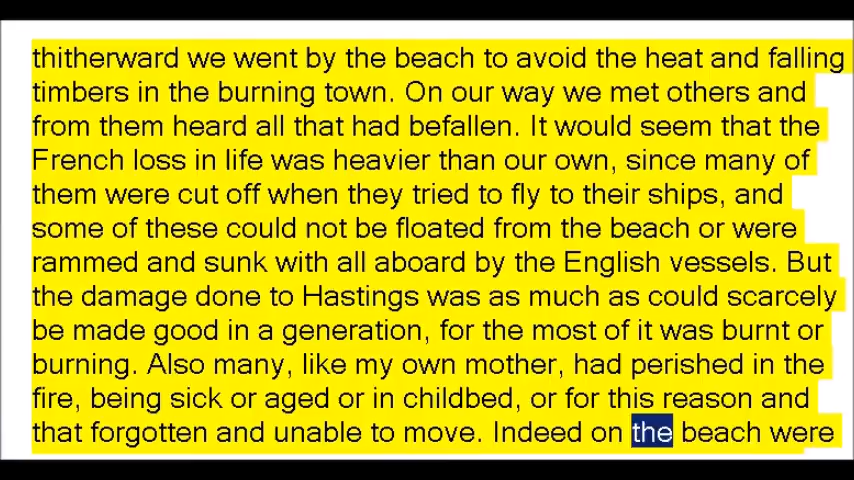 thitherward we went by the beach to avoid the heat and falling
timbers in the burning town. On our way we met others and
from them heard all that had befallen. It would seem that the
French loss in life was heavier than our own, since many of
them were cut off when they tried to fly to their ships, and
some of these could not be floated from the beach or were
rammed and sunk with all aboard by the English vessels. But
the damage done to Hastings was as much as could scarcely
be made good in a generation, for the most of it was burnt or
burning. Also many, like my own mother, had perished in the
fire, being sick or aged or in childbed, or for this reason and
that forgotten and unable to move. Indeed on the beach were